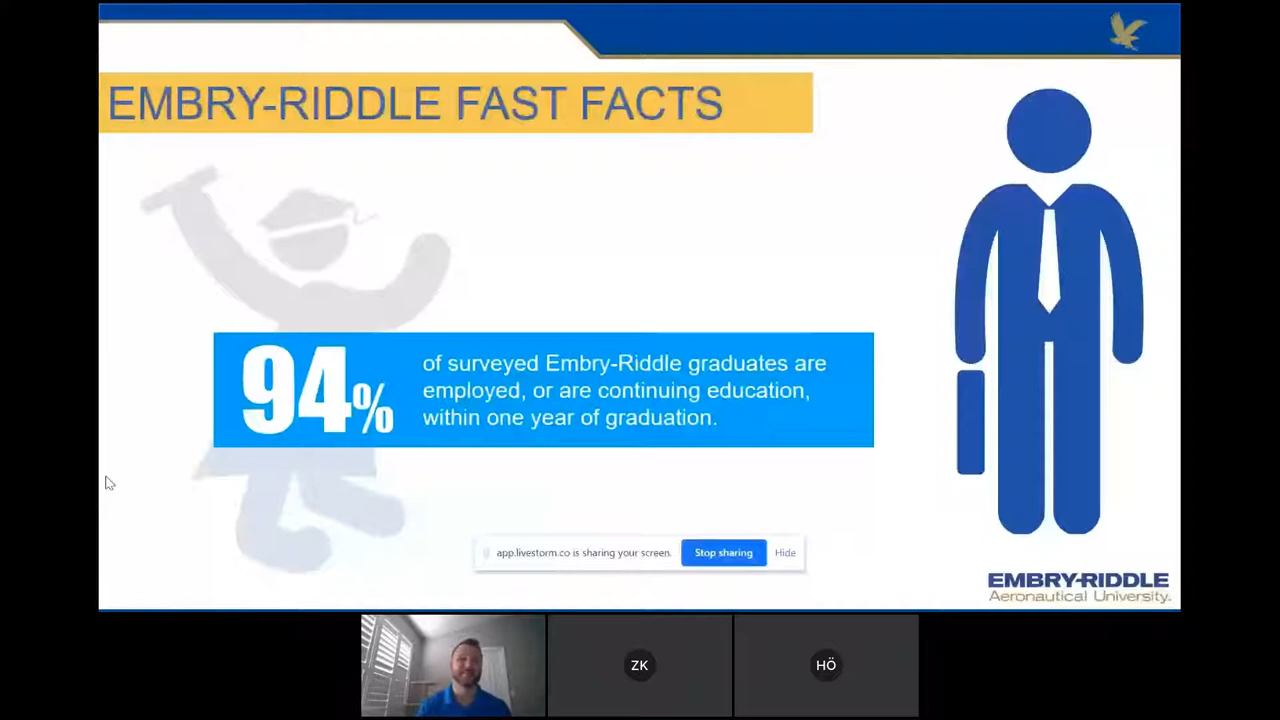 EMBRY-RIDDLE FAST FACTS
94%
of surveyed Embry-Riddle graduates are
employed, or are continuing education,
within one year of graduation.
app.livestorm.co is sharing your screen.
Stop sharing
Hide
EMBRY-RIDDLE
Aeronautical University.
ZK
HÖ